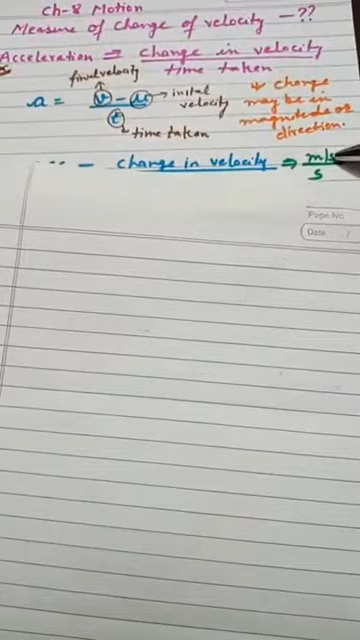 Ch-8 Motion
Measure of Change of velocity - ??
Acceleration ⇒ change in velocity
time taken
final velocity
a = v - u → initial velocity
t
time taken
↓ change
may be in
magnitude or
direction.
- change in velocity ⇒ m/s
s
Page No.
Date / /